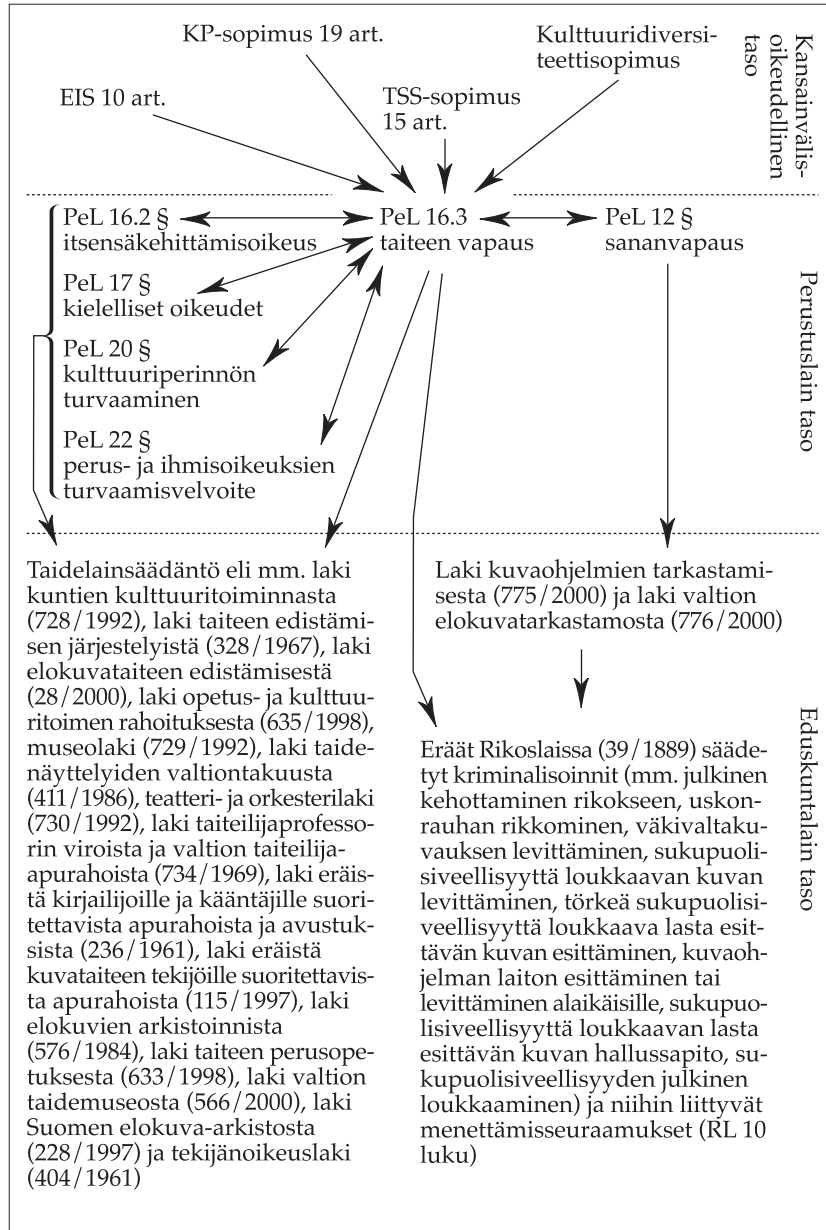 KP-sopimus 19 art.
Kulttuuridiversi-
teettisopimus
EIS 10 art.
TSS-sopimus
15 art.
Kansainvälis-
oikeudellinen
taso
PeL 16.2 §
itsensäkehittämisoikeus
PeL 16.3
taiteen vapaus
PeL 12 §
sananvapaus
PeL 17 §
kielelliset oikeudet
PeL 20 §
kulttuuriperinnön
turvaaminen
PeL 22 §
perus- ja ihmisoikeuksien
turvaamisvelvoite
Perustuslain taso
Taidelainsäädäntö eli mm. laki
kuntien kulttuuritoiminnasta
(728/1992), laki taiteen edistämi-
sen järjestelyistä (328/1967), laki
elokuvataiteen edistämisestä
(28/2000), laki opetus- ja kulttuu-
ritoimen rahoituksesta (635/1998),
museolaki (729/1992), laki taide-
näyttelyiden valtiontakuusta
(411/1986), teatteri- ja orkesterilaki
(730/1992), laki taiteilijaprofesso-
rin viroista ja valtion taiteilija-
apurahoista (734/1969), laki eräis-
tä kirjailijoille ja kääntäjille suori-
tettavista apurahoista ja avustuk-
sista (236/1961), laki eräistä
kuvataiteen tekijöille suoritettavis-
ta apurahoista (115/1997), laki
elokuvien arkistoinnista
(576/1984), laki taiteen perusope-
tuksesta (633/1998), laki valtion
taidemuseosta (566/2000), laki
Suomen elokuva-arkistosta
(228/1997) ja tekijänoikeuslaki
(404/1961)
Laki kuvaohjelmien tarkastami-
sesta (775/2000) ja laki valtion
elokuvatarkastamosta (776/2000)
Eräät Rikoslaissa (39/1889) sääde-
tyt kriminalisoinnit (mm. julkinen
kehottaminen rikokseen, uskon-
rauhan rikkominen, väkivaltaku-
vauksen levittäminen, sukupuoli-
siveellisyyttä loukkaavan kuvan
levittäminen, törkeä sukupuolisi-
veellisyyttä loukkaava lasta esit-
tävän kuvan esittäminen, kuvaoh-
jelman laiton esittäminen tai
levittäminen alaikäisille, sukupuo-
lisiveellisyyttä loukkaavan lasta
esittävän kuvan hallussapito, su-
kupuolisiveellisyyden julkinen
loukkaaminen) ja niihin liittyvät
menettämisseuraamukset (RL 10
luku)
Eduskuntalain taso